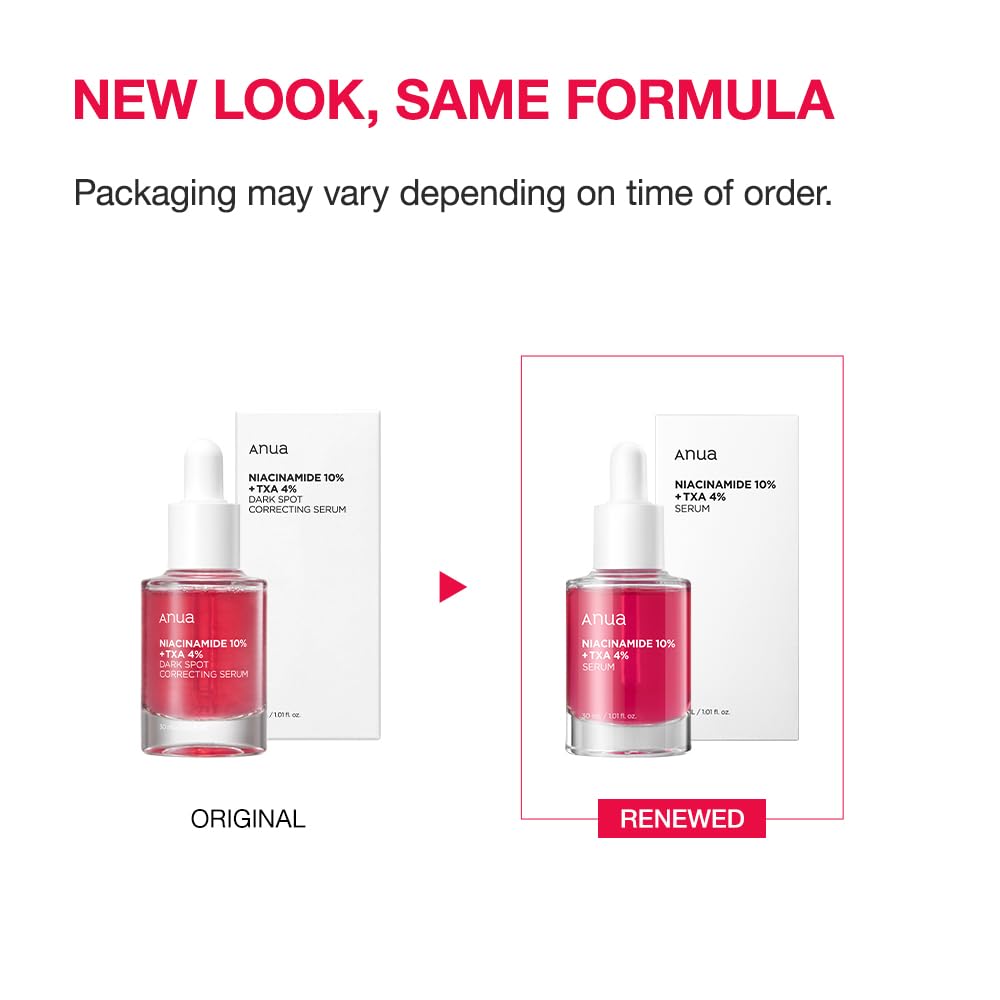 NEW LOOK, SAME FORMULA
Packaging may vary depending on time of order.
Anua
NIACINAMIDE 10%
+TXA 4%
DARK SPOT
CORRECTING SERUM
/ 1.01 fl. oz.
Anua
NIACINAMIDE 10%
+TXA 4%
DARK SPOT
CORRECTING SERUM
30
ORIGINAL
Anua
NIACINAMIDE 10%
+TXA 4%
SERUM
/ 1.01 fl. oz.
Anua
NIACINAMIDE 10%
+TXA 4%
SERUM
30 mL / 1.01 fl. oz.
RENEWED